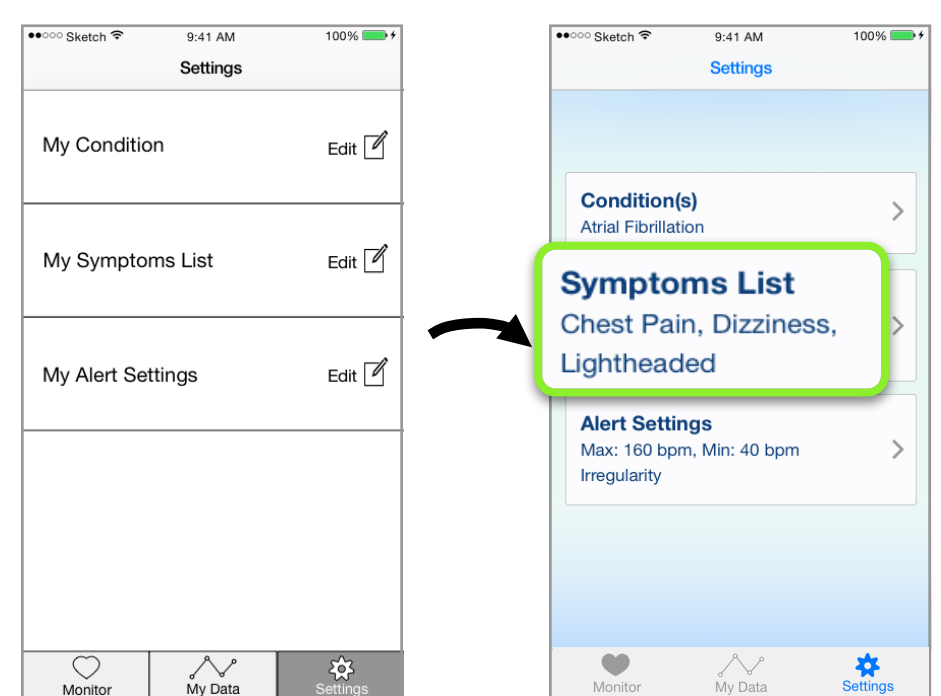 Sketch 9:41 AM 100%
Settings
My Condition Edit
My Symptoms List Edit
My Alert Settings Edit
Monitor My Data Settings
Sketch 9:41 AM 100%
Settings
Condition(s)
Atrial Fibrillation
Symptoms List
Chest Pain, Dizziness,
Lightheaded
Alert Settings
Max: 160 bpm, Min: 40 bpm
Irregularity
Monitor My Data Settings